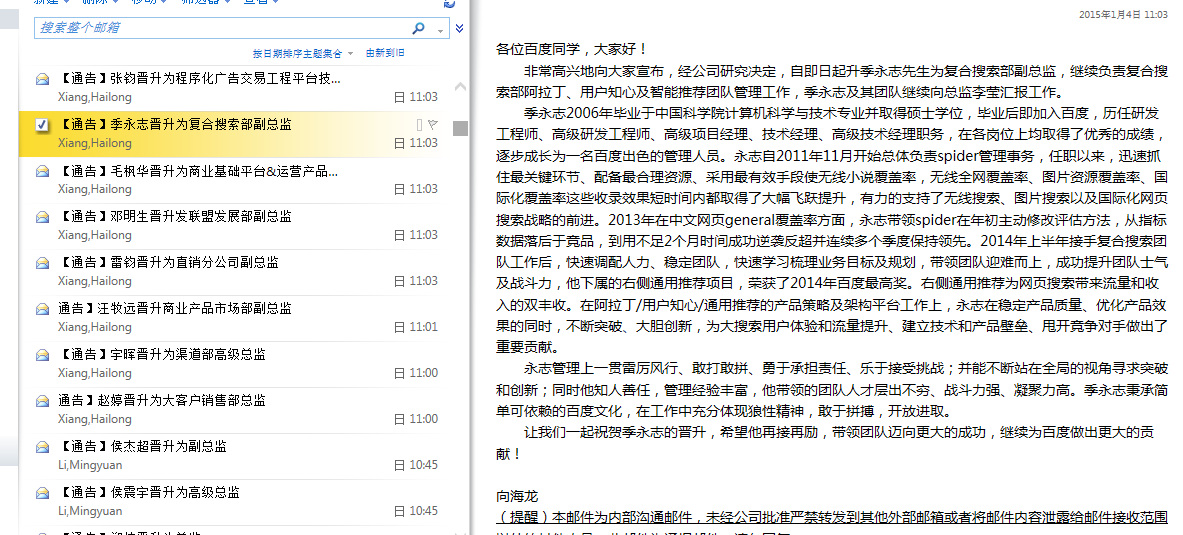 搜索整个邮箱
按日期排序主题集合 由新到旧
【通告】张钧晋升为程序化广告交易工程平台技...
Xiang,Hailong
日 11:03
【通告】季永志晋升为复合搜索部副总监
Xiang,Hailong
日 11:03
【通告】毛枫华晋升为商业基础平台&运营产品...
Xiang,Hailong
日 11:03
【通告】邓明生晋升发联盟发展部副总监
Xiang,Hailong
日 11:03
【通告】雷钧晋升为直销分公司副总监
Xiang,Hailong
日 11:03
通告】汪牧远晋升商业产品市场部副总监
Xiang,Hailong
日 11:01
【通告】宇晖晋升为渠道部高级总监
Xiang,Hailong
日 11:00
通告】赵婷晋升为大客户销售部总监
Xiang,Hailong
日 11:00
【通告】侯杰超晋升为副总监
Li,Mingyuan
日 10:45
【通告】侯震宇晋升为高级总监
Li,Mingyuan
日 10:45
2015年1月4日 11:03
各位百度同学，大家好！
非常高兴地向大家宣布，经公司研究决定，自即日起升季永志先生为复合搜索部副总监，继续负责复合搜
索部阿拉丁、用户知心及智能推荐团队管理工作，季永志及其团队继续向总监李莹汇报工作。
季永志2006年毕业于中国科学院计算机科学与技术专业并取得硕士学位，毕业后即加入百度，历任研发
工程师、高级研发工程师、高级项目经理、技术经理、高级技术经理职务，在各岗位上均取得了优秀的成绩，
逐步成长为一名百度出色的管理人员。永志自2011年11月开始总体负责spider管理事务，任职以来，迅速抓
住最关键环节、配备最合理资源、采用最有效手段使无线小说覆盖率，无线全网覆盖率、图片资源覆盖率、国
际化覆盖率这些收录效果短时间内都取得了大幅飞跃提升，有力的支持了无线搜索、图片搜索以及国际化网页
搜索战略的前进。2013年在中文网页general覆盖率方面，永志带领spider在年初主动修改评估方法，从指标
数据落后于竞品，到用不足2个月时间成功逆袭反超并连续多个季度保持领先。2014年上半年接手复合搜索团
队工作后，快速调配人力、稳定团队，快速学习梳理业务目标及规划，带领团队迎难而上，成功提升团队士气
及战斗力，他下属的右侧通用推荐项目，荣获了2014年百度最高奖。右侧通用推荐为网页搜索带来流量和收
入的双丰收。在阿拉丁/用户知心/通用推荐的产品策略及架构平台工作上，永志在稳定产品质量、优化产品效
果的同时，不断突破、大胆创新，为大搜索用户体验和流量提升、建立技术和产品壁垒、甩开竞争对手做出了
重要贡献。
永志管理上一贯雷厉风行、敢打敢拼、勇于承担责任、乐于接受挑战；并能不断站在全局的视角寻求突破
和创新；同时他知人善任，管理经验丰富，他带领的团队人才层出不穷、战斗力强、凝聚力高。季永志秉承简
单可依赖的百度文化，在工作中充分体现狼性精神，敢于拼搏，开放进取。
让我们一起祝贺季永志的晋升，希望他再接再励，带领团队迈向更大的成功，继续为百度做出更大的贡
献！
向海龙
（提醒）本邮件为内部沟通邮件，未经公司批准严禁转发到其他外部邮箱或者将邮件内容泄露给邮件接收范围